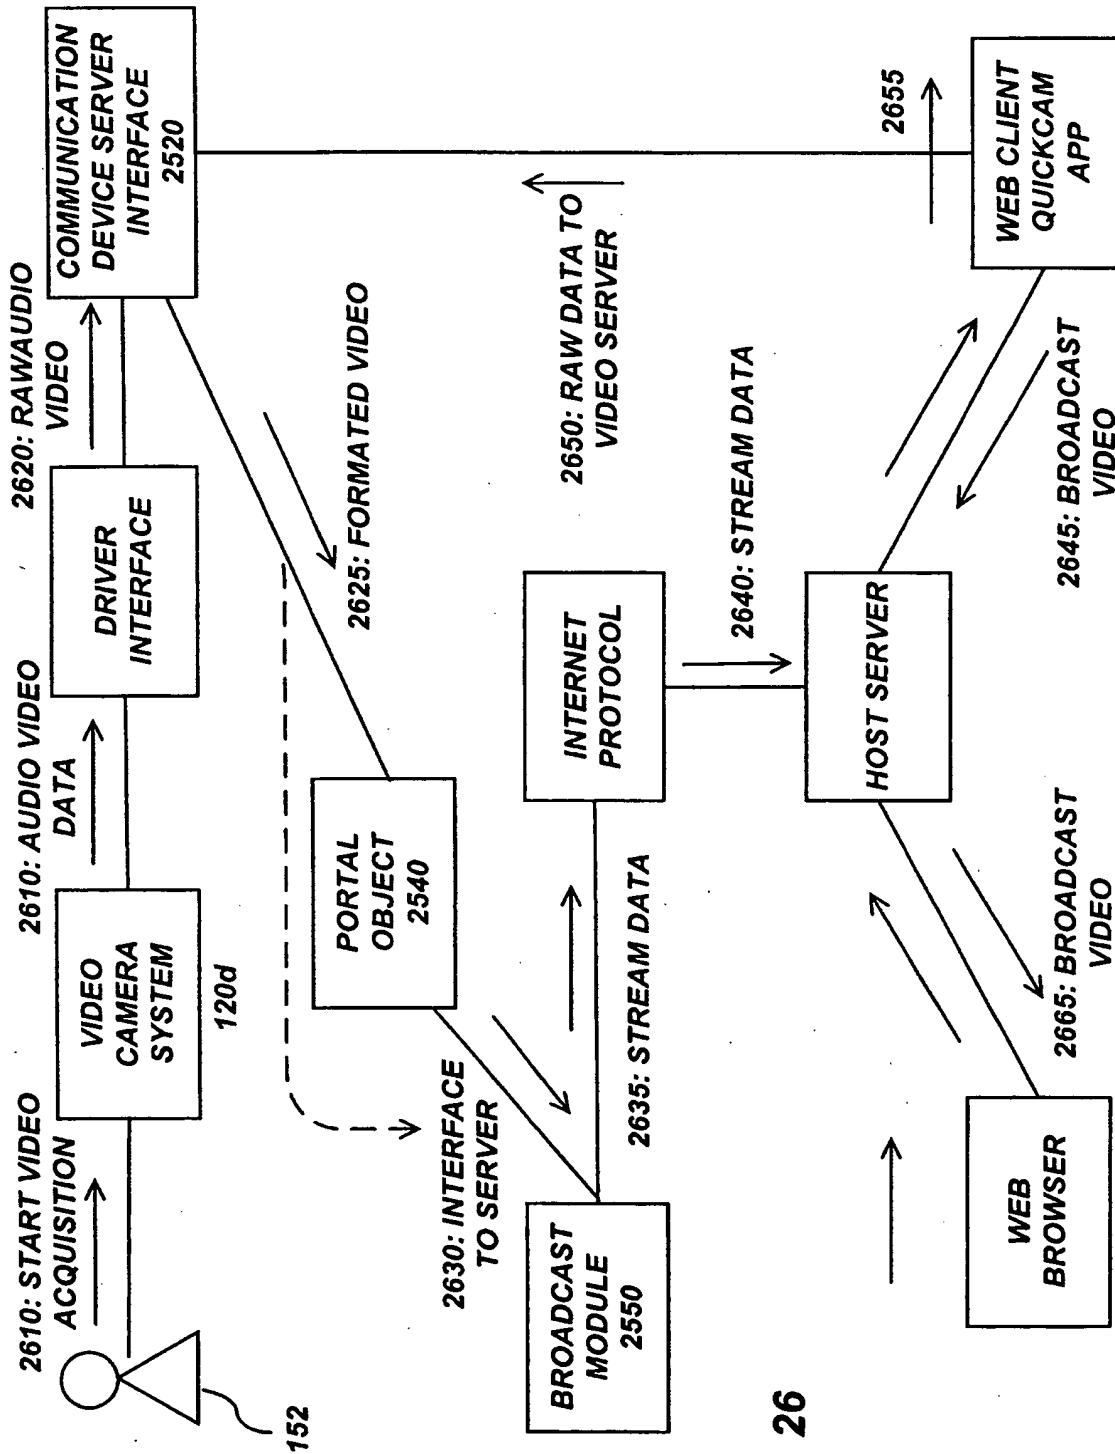 2610: START VIDEO
ACQUISITION
2610: AUDIO VIDEO
DATA
2620: RAWAUDIO
VIDEO
152
VIDEO
CAMERA
SYSTEM
120d
DRIVER
INTERFACE
COMMUNICATION
DEVICE SERVER
INTERFACE
2520
2625: FORMATED VIDEO
PORTAL
OBJECT
2540
2630: INTERFACE
TO SERVER
BROADCAST
MODULE
2550
2635: STREAM DATA
INTERNET
PROTOCOL
2640: STREAM DATA
2650: RAW DATA TO
VIDEO SERVER
2655
HOST SERVER
WEB CLIENT
QUICKCAM
APP
2645: BROADCAST
VIDEO
2665: BROADCAST
VIDEO
WEB
BROWSER
26